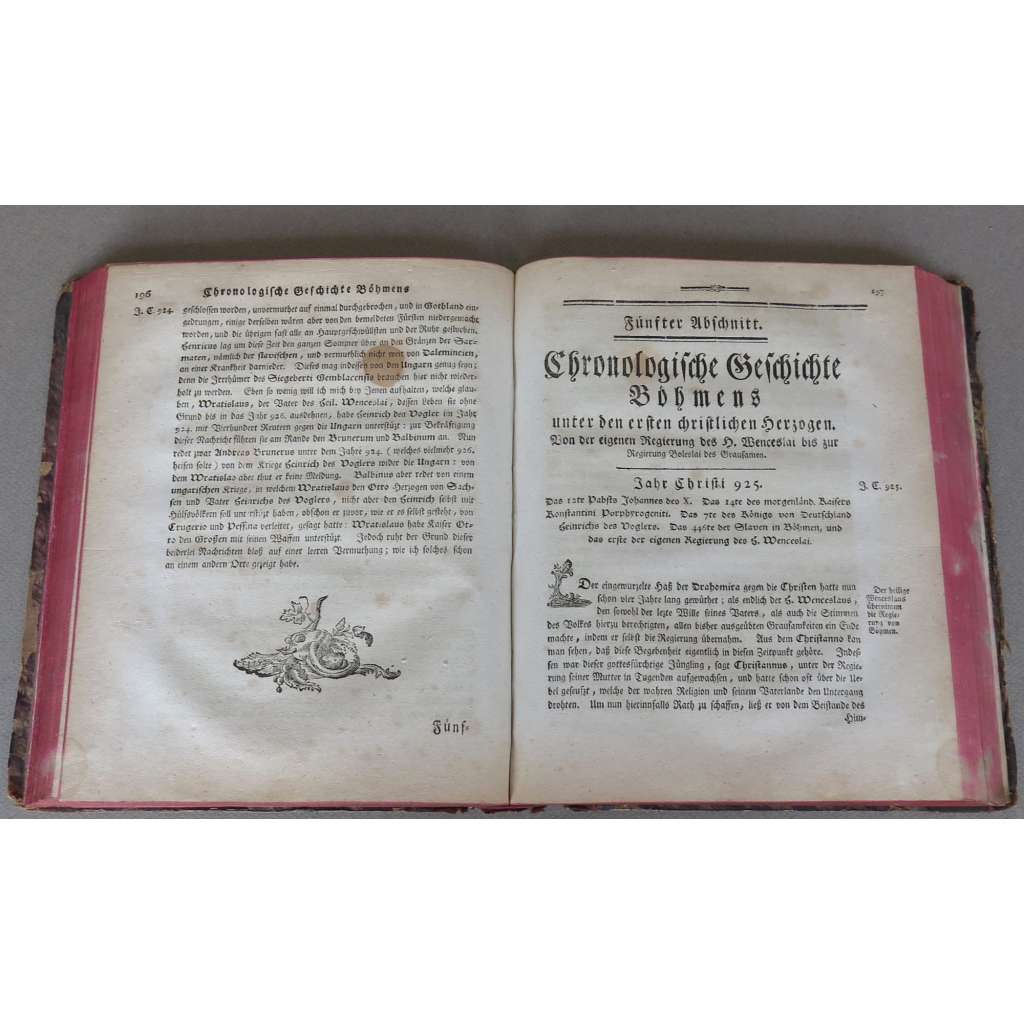 196 Chronologische Geschichte Böhmens
J. C. 924. geschlossen worden, unvermuthet auf einmal durchgebrochen, und in Gothland ein-
gedrungen, einige derselben wären aber von den bemeldeten Fürsten niedergemacht
worden, und die übrigen fast alle an Hauptgeschwülsten und der Ruhr gestorben.
Henricus lag um diese Zeit den ganzen Sommer über an den Gränzen der Sar-
maten, nämlich der slavischen, und vermuthlich nicht weit von Daleminzien,
an einer Krankheit darnieder. Dieses mag indessen von den Ungarn genug seyn;
denn die Irrthümer des Siegeberti Gemblacensis brauchen hier nicht wieder-
holt zu werden. Eben so wenig will ich mich bey Jenen aufhalten, welche glau-
ben, Wratislaus, der Vater des Heil. Wenceslai, dessen Leben sie ohne
Grund bis in das Jahr 926. ausdehnen, habe Heinrich den Vogler im Jahr
924. mit Vierhundert Reutern gegen die Ungarn unterstützt: zur Bekräftigung
dieser Nachricht führen sie am Rande den Brunerum und Balbinum an. Nun
redet zwar Andreas Brunerus unter dem Jahre 924. (welches vielmehr 926.
heißen sollte) von dem Kriege Heinrich des Voglers wider die Ungarn: von
dem Wratislao aber thut er keine Meldung. Balbinus aber redet von einem
ungarischen Kriege, in welchem Wratislaus den Otto Herzogen von Sach-
sen und Vater Heinrichs des Voglers, nicht aber den Heinrich selbst mit
Hülfsvölkern soll unterstützt haben, obschon er zuvor, wie er es selbst gesteht, von
Crugerio und Pessina verleitet, gesagt hatte: Wratislaus habe Kaiser Ot-
to den Großen mit seinen Waffen unterstüzt. Jedoch ruht der Grund dieser
beiderlei Nachrichten bloß auf einer leeren Vermuthung; wie ich solches schon
an einem andern Orte gezeigt habe.
Fünf-
197
Fünfter Abschnitt.
Chronologische Geschichte
Böhmens
unter den ersten christlichen Herzogen.
Von der eigenen Regierung des H. Wenceslai bis zur
Regierung Boleslai des Grausamen.
Jahr Christi 925.
J. C. 925.
Das 12te Pabsts Johannes des X. Das 14te des morgenländ. Kaisers
Konstantini Porphyrogeniti. Das 7te des Königs von Deutschland
Heinrichs des Voglers. Das 446te der Slaven in Böhmen, und
das erste der eigenen Regierung des H. Wenceslai.
Der eingewurzelte Haß der Drahomira gegen die Christen hatte nun
schon vier Jahre lang gewüthet; als endlich der H. Wenceslaus,
den sowohl der lezte Wille seines Vaters, als auch die Stimmen
des Volkes hierzu berechtigten, allen bisher ausgeübten Grausamkeiten ein Ende
machte, indem er selbst die Regierung übernahm. Aus dem Christanno kan
man sehen, daß diese Begebenheit eigentlich in diesen Zeitpunkt gehöre. Indes-
sen war dieser gottesfürchtige Jüngling, sagt Christannus, unter der Regie-
rung seiner Mutter in Tugenden aufgewachsen, und hatte schon oft über die Ue-
bel geseufzt, welche der wahren Religion und seinem Vaterlande den Untergang
drohten. Um nun hierinnfalls Rath zu schaffen, ließ er von dem Beistande des
Him-
Der heilige
Wenceslaus
übernimmt
die Regie-
rung von
Böhmen.